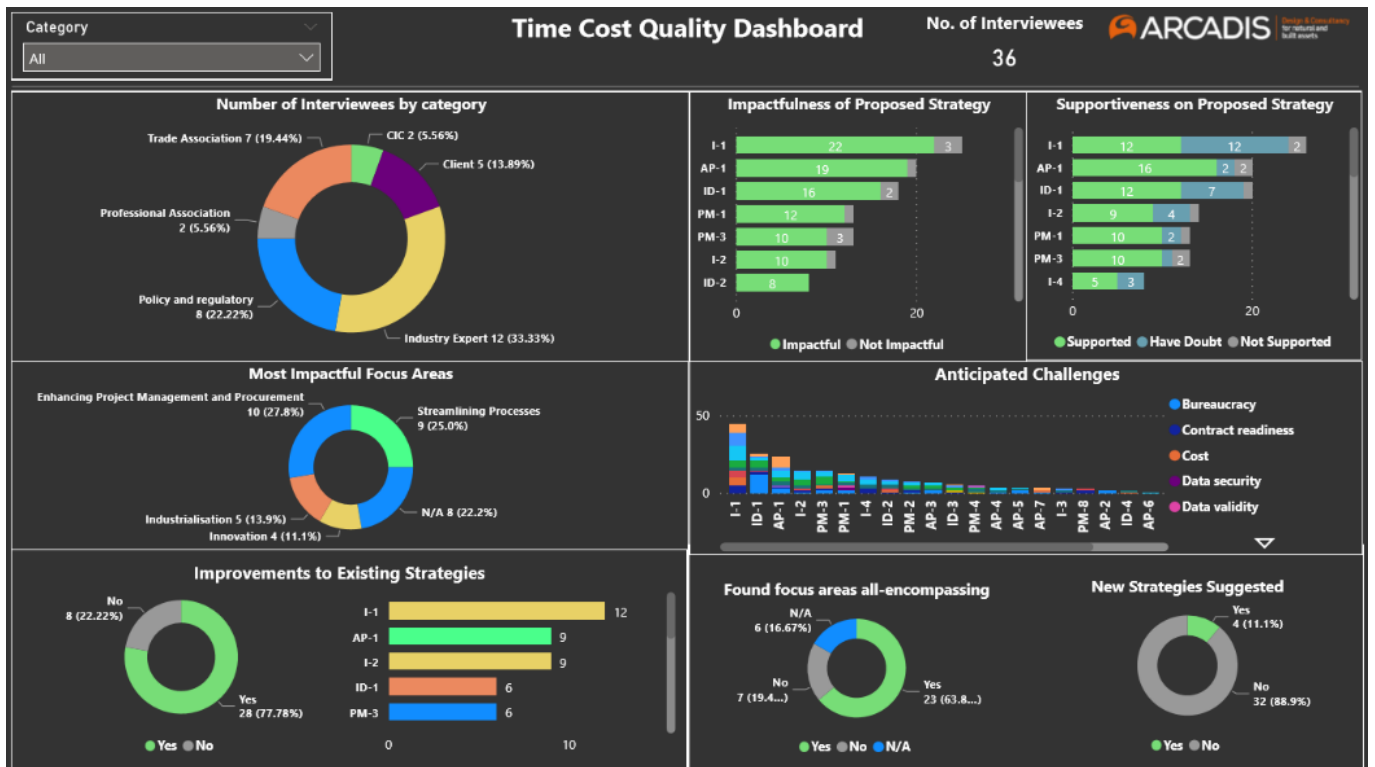 Category
All
Time Cost Quality Dashboard
No. of Interviewees
36
ARCADIS
Design & Consultancy
for natural and
built assets
Number of Interviewees by category
Trade Association 7 (19.44%)
CIC 2 (5.56%)
Client 5 (13.89%)
Professional Association
2 (5.56%)
Policy and regulatory
8 (22.22%)
Industry Expert 12 (33.33%)
Impactfulness of Proposed Strategy
I-1 22 3
AP-1 19
ID-1 16 2
PM-1 12
PM-3 10 3
I-2 10
ID-2 8
0 20
Impactful Not Impactful
Supportiveness on Proposed Strategy
I-1 12 12 2
AP-1 16 2 2
ID-1 12 7
I-2 9 4
PM-1 10 2
PM-3 10 2
I-4 5 3
0 20
Supported Have Doubt Not Supported
Most Impactful Focus Areas
Enhancing Project Management and Procurement
10 (27.8%)
Streamlining Processes
9 (25.0%)
Industrialisation 5 (13.9%)
Innovation 4 (11.1%)
N/A 8 (22.2%)
Anticipated Challenges
50
0
I-1 ID-1 AP-1 I-2 PM-3 PM-1 I-4 ID-2 PM-2 AP-3 ID-3 PM-4 AP-4 AP-5 AP-7 I-3 PM-8 AP-2 ID-4 AP-6
Bureaucracy
Contract readiness
Cost
Data security
Data validity
Improvements to Existing Strategies
No
8 (22.22%)
Yes
28 (77.78%)
Yes No
I-1 12
AP-1 9
I-2 9
ID-1 6
PM-3 6
0 10
Found focus areas all-encompassing
N/A
6 (16.67%)
No
7 (19.4...)
Yes
23 (63.8...)
Yes No N/A
New Strategies Suggested
Yes
4 (11.1%)
No
32 (88.9%)
Yes No